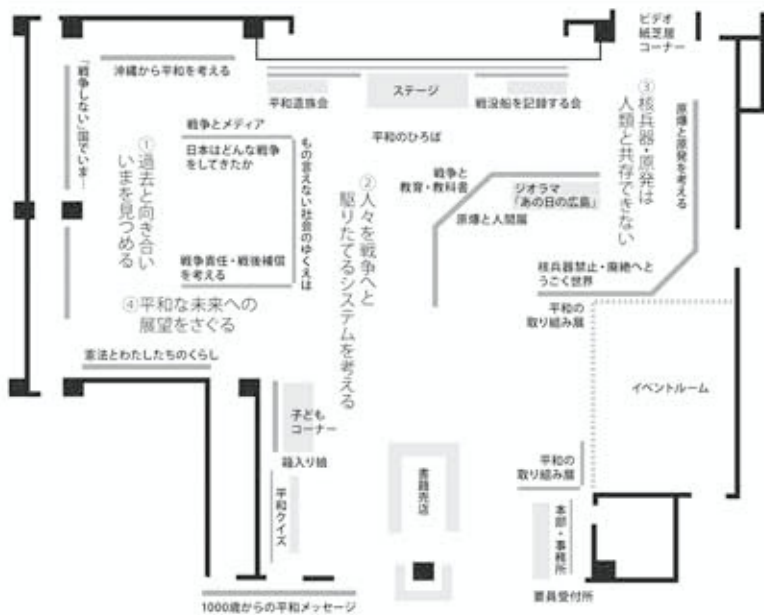 ビデオ
紙芝居
コーナー
沖縄から平和を考える
「戦争しない」国でいま…
平和遺族会
ステージ
戦没船を記録する会
戦争とメディア
日本はどんな戦争
をしてきたか
平和のひろば
①過去と向き合い
いまを見つめる
もの言えない社会のゆくえは
②人々を戦争へと
駆りたてるシステムを考える
戦争と
教育・教科書
ジオラマ
「あの日の広島」
原爆と人間展
③核兵器・原発は
人類と共存できない
原爆と原発を考える
戦争責任・戦後補償
を考える
核兵器禁止・廃絶へと
うごく世界
④平和な未来への
展望をさぐる
平和の
取り組み展
憲法とわたしたちのくらし
イベントルーム
子ども
コーナー
箱入り娘
平和クイズ
書籍売店
平和の
取り組み展
本部・事務所
要員受付所
1000歳からの平和メッセージ